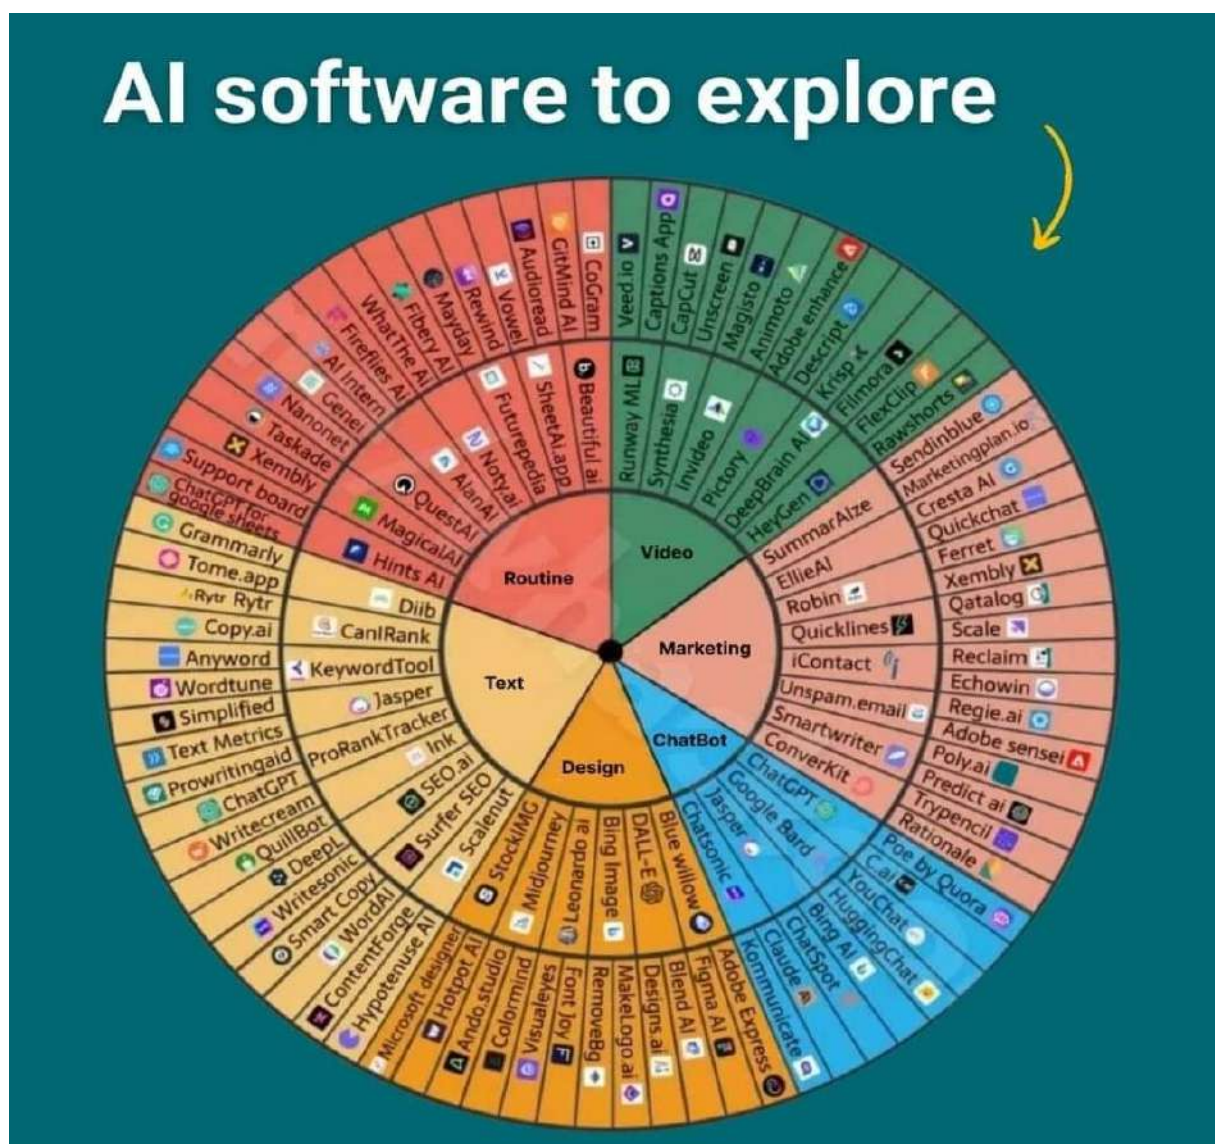 AI software to explore
Video
Marketing
ChatBot
Design
Text
Routine
Runway ML
Synthesia
Invideo
Pictory
DeepBrain AI
HeyGen
Veed.io
Captions App
CapCut
Unscreen
Magisto
Animoto
Adobe enhance
Descript
Krisp
Filmora
FlexClip
Rawshorts
SummarAIze
EllieAI
Robin
Quicklines
iContact
Unspam.email
Smartwriter
ConverKit
Sendinblue
Marketingplan.io
Cresta AI
Quickchat
Ferret
Xembly
Qatalog
Scale
Reclaim
Echowin
Regie.ai
Adobe sensei
Poly.ai
Predict ai
Trypencil
Rationale
ChatGPT
Google Bard
Jasper
Chatsonic
Poe by Quora
C.ai
YouChat
HuggingChat
Bing AI
ChatSpot
Claude
Kommunicate
Blue willow
DALL-E
Bing Image
Leonardo ai
Midjourney
StockIMG
Adobe Express
Figma AI
Blend AI
Designs.ai
MakeLogo.ai
RemoveBg
Font Joy
Visualeyes
Colormind
Ando.studio
Hotpot AI
Microsoft designer
Scalenut
Surfer SEO
SEO.ai
Ink
ProRankTracker
Jasper
KeywordTool
CanIRank
Diib
Hypotenuse AI
ContentForge
WordAI
Smart Copy
Writesonic
DeepL
QuillBot
Writecream
ChatGPT
Prowritingaid
Text Metrics
Simplified
Wordtune
Anyword
Copy.ai
Rytr Rytr
Tome.app
Grammarly
Hints AI
MagicalAI
QuestAI
AlanAI
Noty.ai
Futurepedia
SheetAi.app
Beautiful ai
ChatGPT for
google sheets
Support board
Xembly
Taskade
Nanonet
Genei
AI Intern
Fireflies AI
WhatThe AI
Fibery AI
Mayday
Rewind
Vowel
Audioread
GitMind AI
CoGram